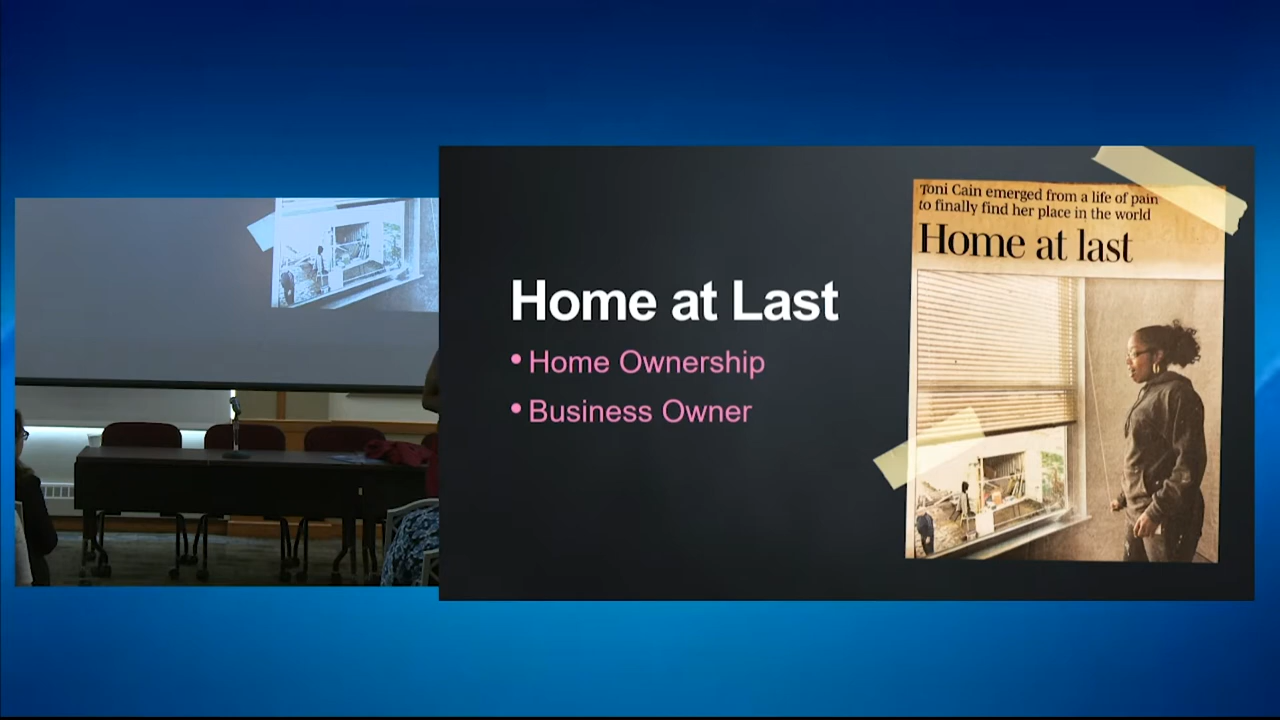 Home at Last
• Home Ownership
• Business Owner
Toni Cain emerged from a life of pain
to finally find her place in the world
Home at last